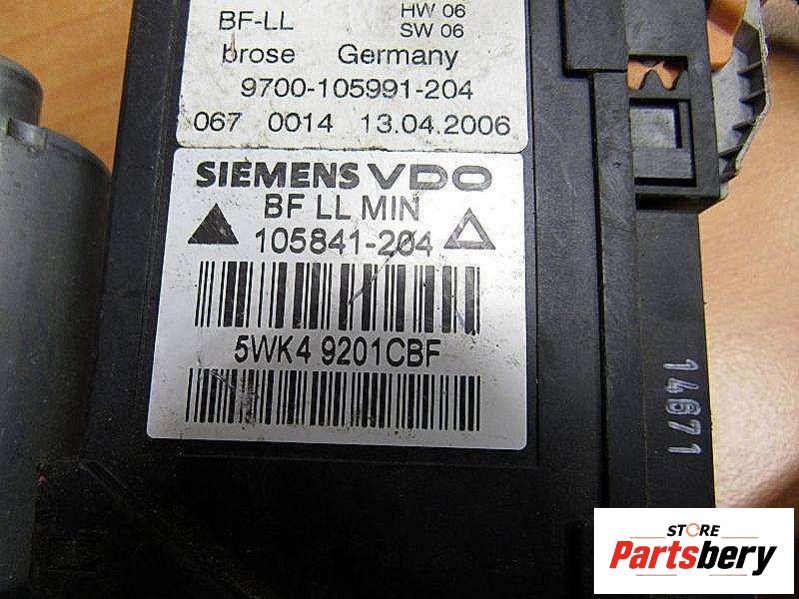 BF-LL
HW 06
SW 06
brose Germany
9700-105991-204
067 0014 13.04.2006
SIEMENS VDO
BF LL MIN
105841-204
5WK4 9201CBF
14671
STORE
Partsbery